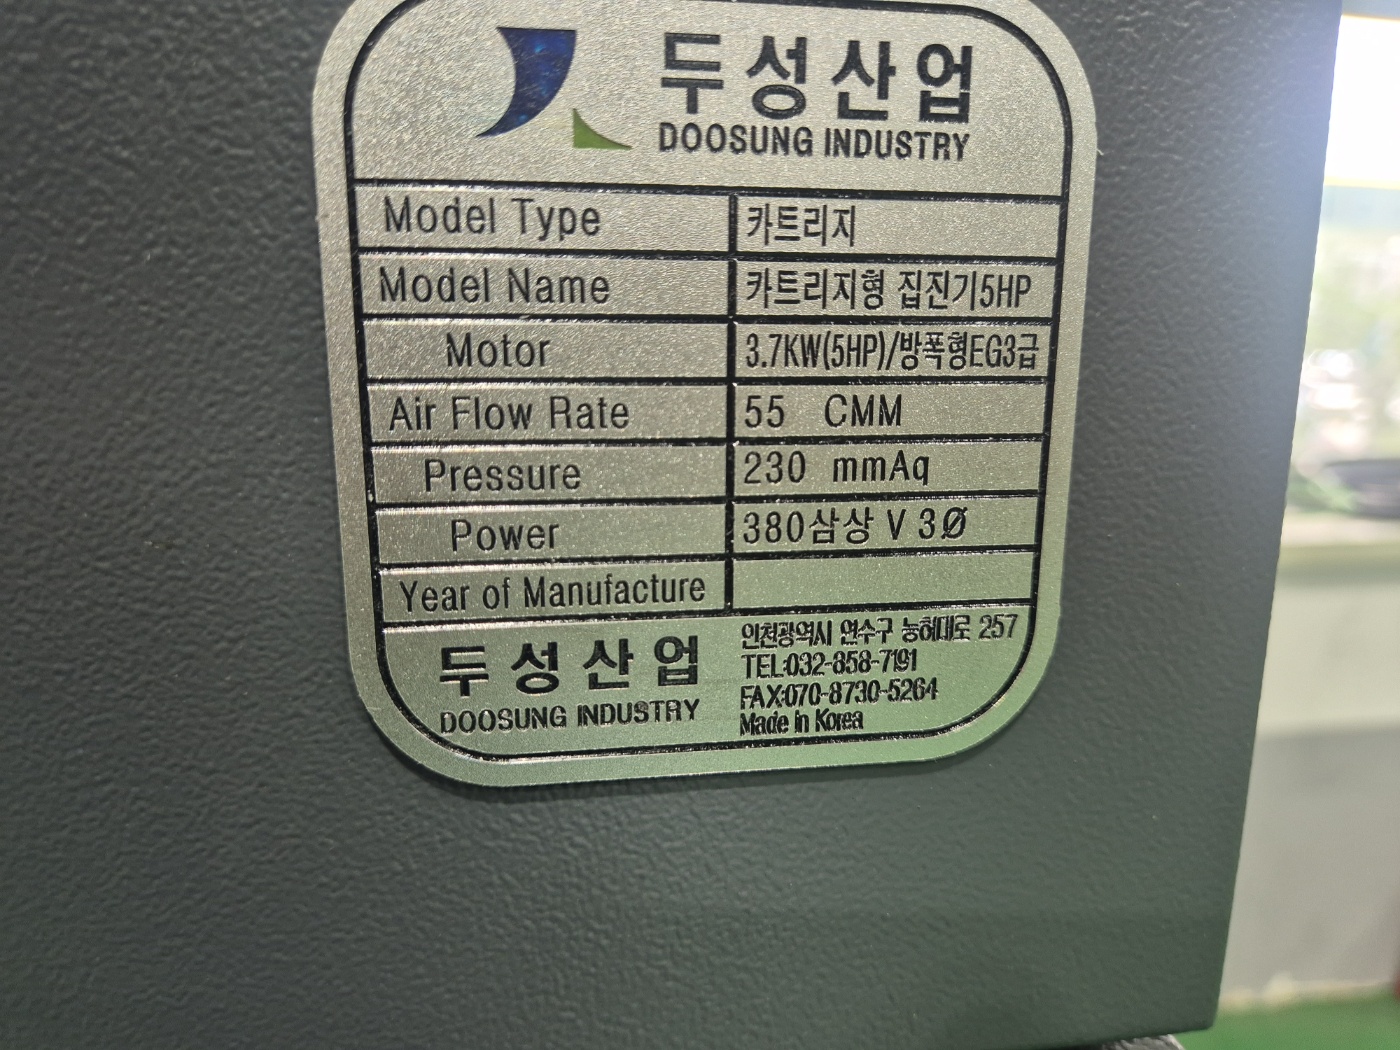 두성산업
DOOSUNG INDUSTRY
Model Type 카트리지
Model Name 카트리지형 집진기5HP
Motor 3.7KW(5HP)/방폭형EG3급
Air Flow Rate 55 CMM
Pressure 230 mmAq
Power 380삼상 V 3Ø
Year of Manufacture
두성산업
DOOSUNG INDUSTRY
인천광역시 연수구 능허대로 257
TEL:032-858-7191
FAX:070-8730-5264
Made In Korea